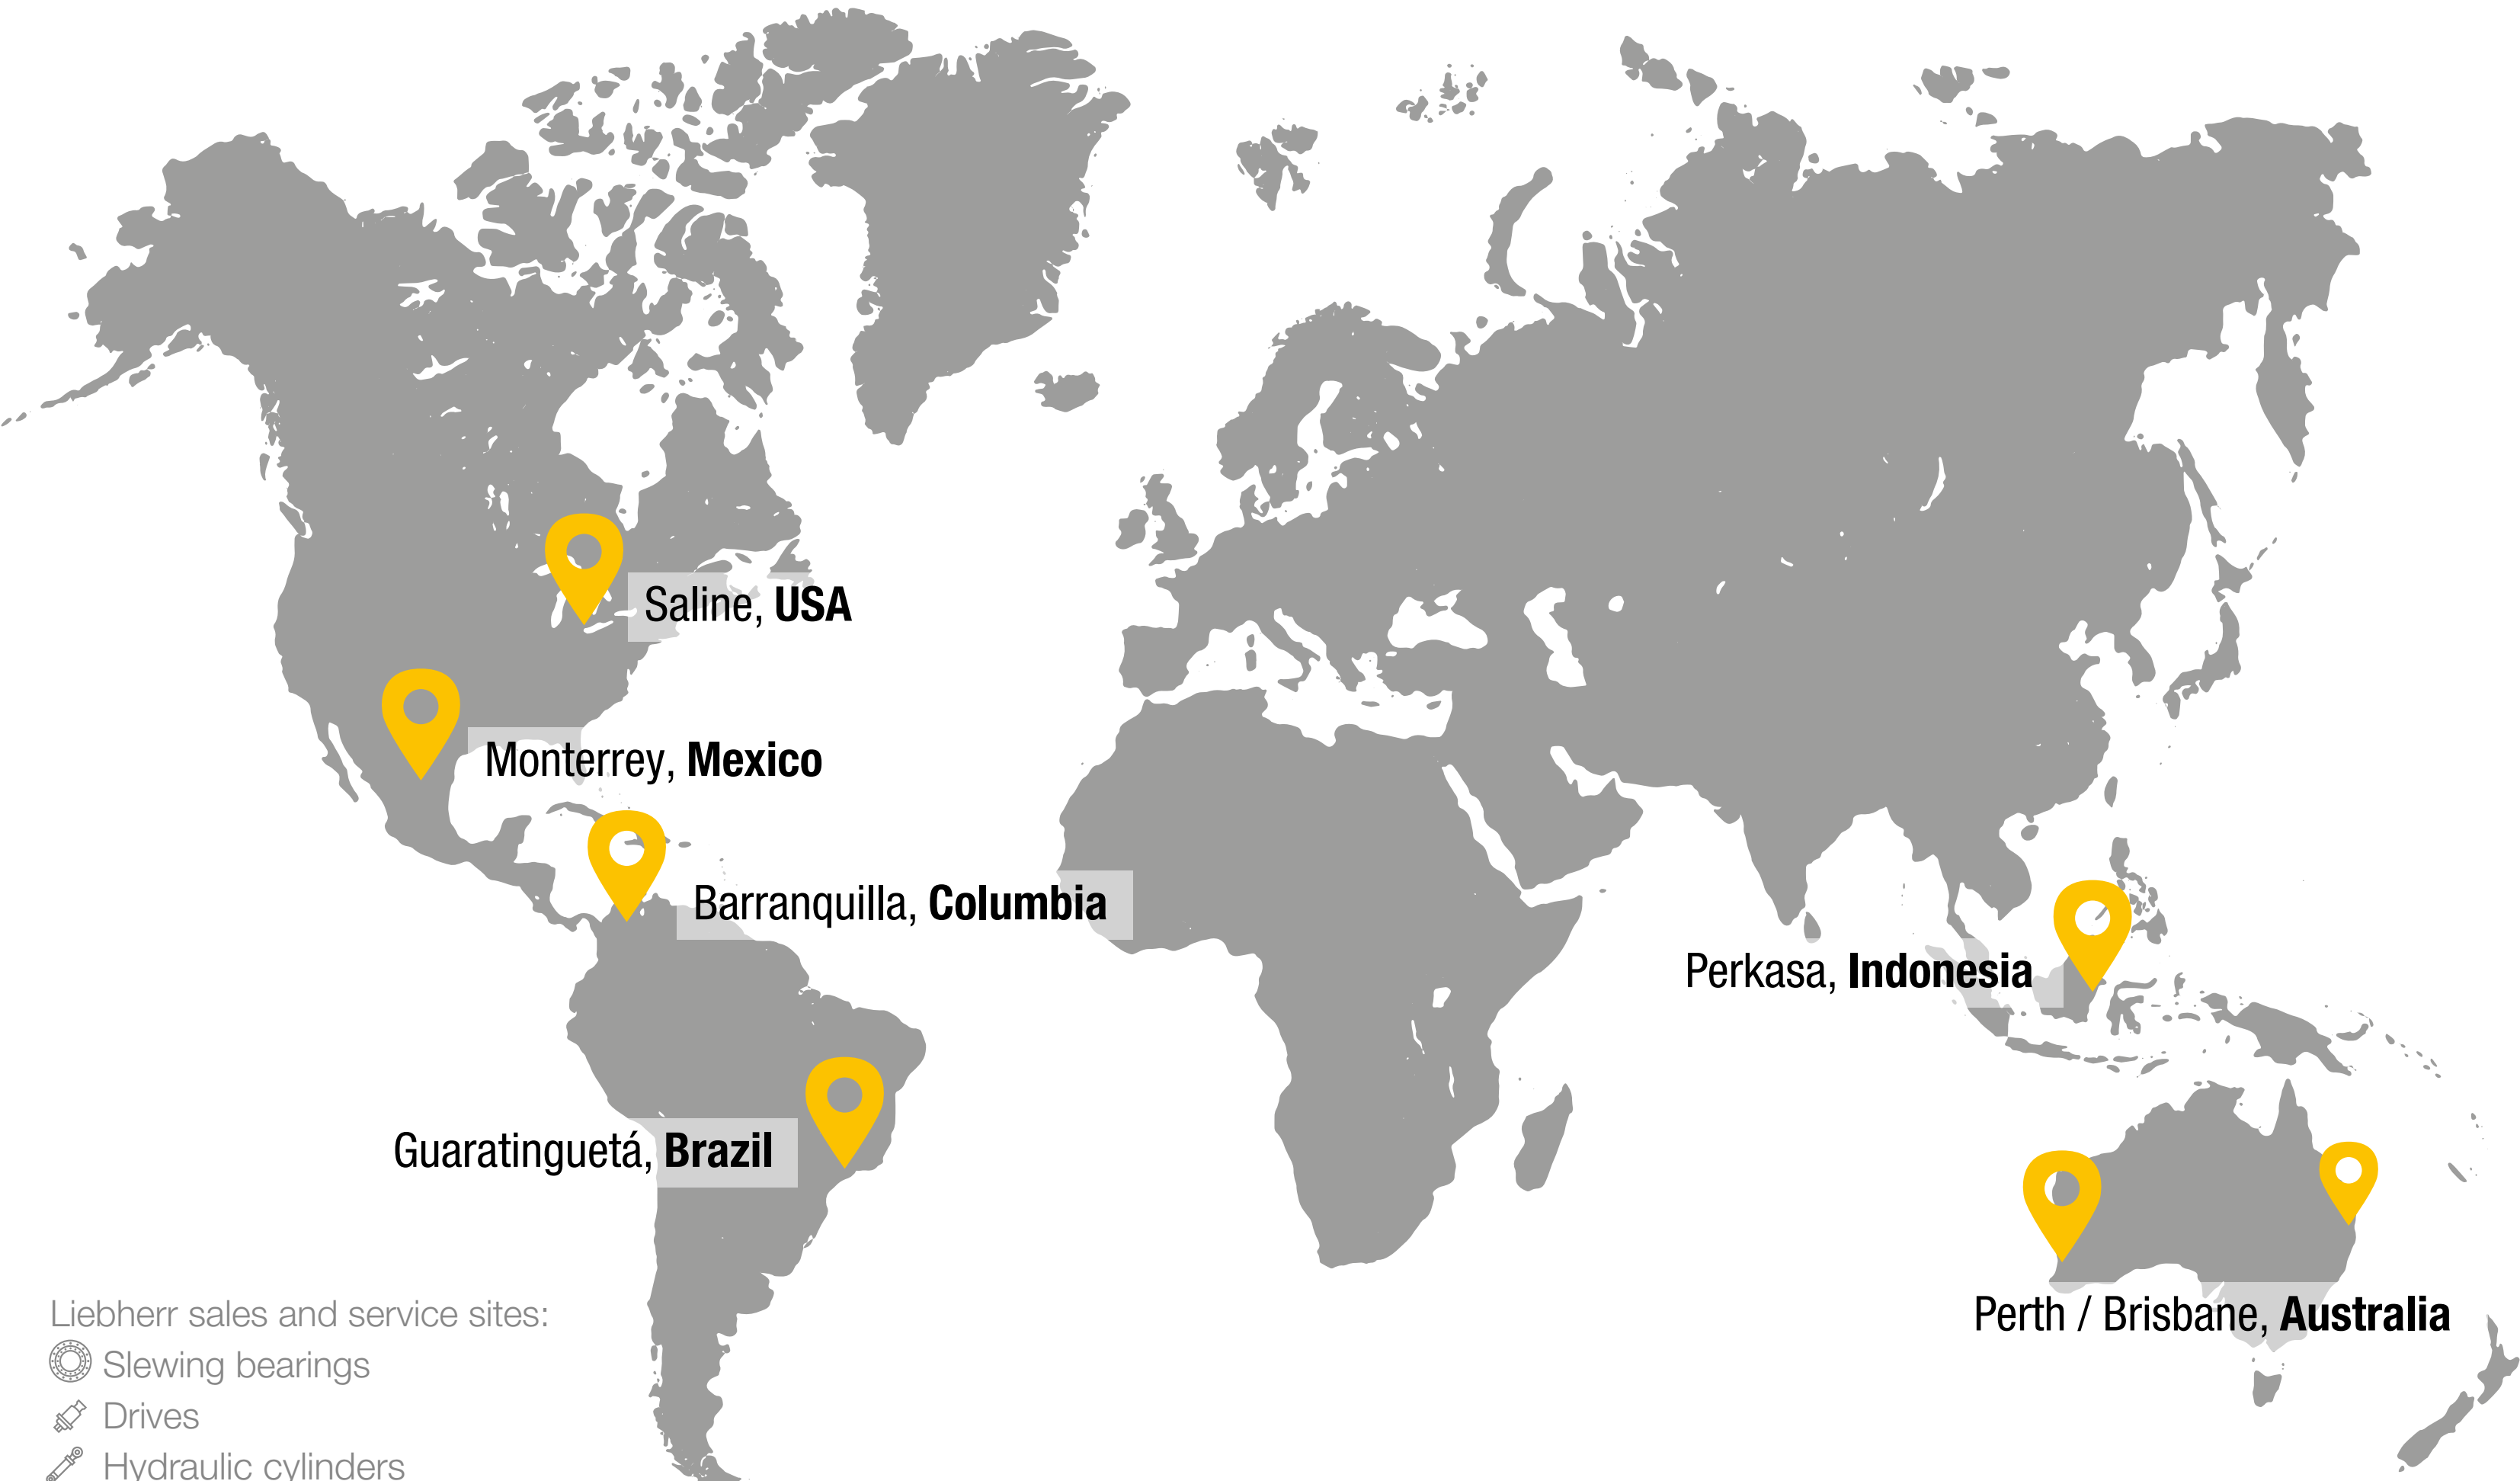 Saline, USA
Monterrey, Mexico
Barranquilla, Columbia
Perkasa, Indonesia
Guaratinguetá, Brazil
Perth / Brisbane, Australia
Liebherr sales and service sites:
Slewing bearings
Drives
Hydraulic cylinders